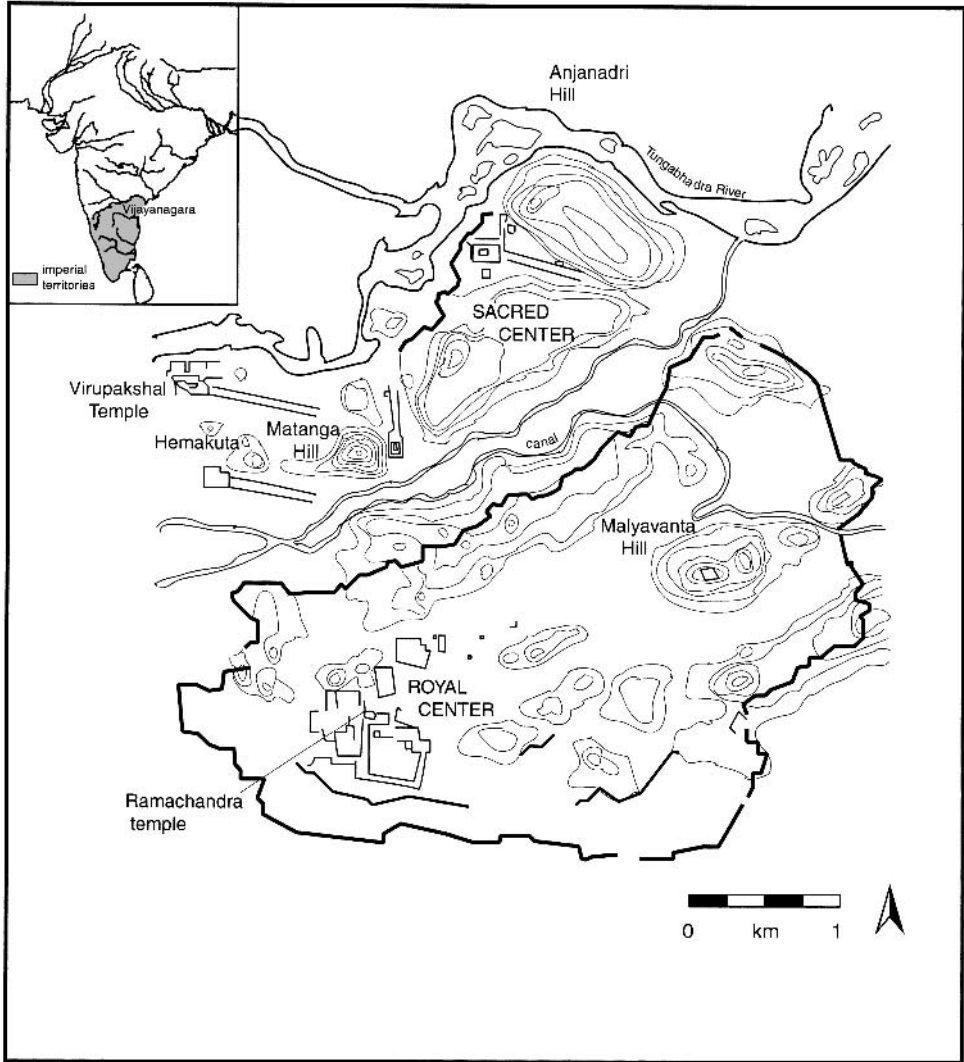 Vijayanagara
imperial
territories
Anjanadri
Hill
Tungabhadra River
SACRED
CENTER
Virupakshal
Temple
Hemakuta
Matanga
Hill
canal
Malyavanta
Hill
ROYAL
CENTER
Ramachandra
temple
0 km 1